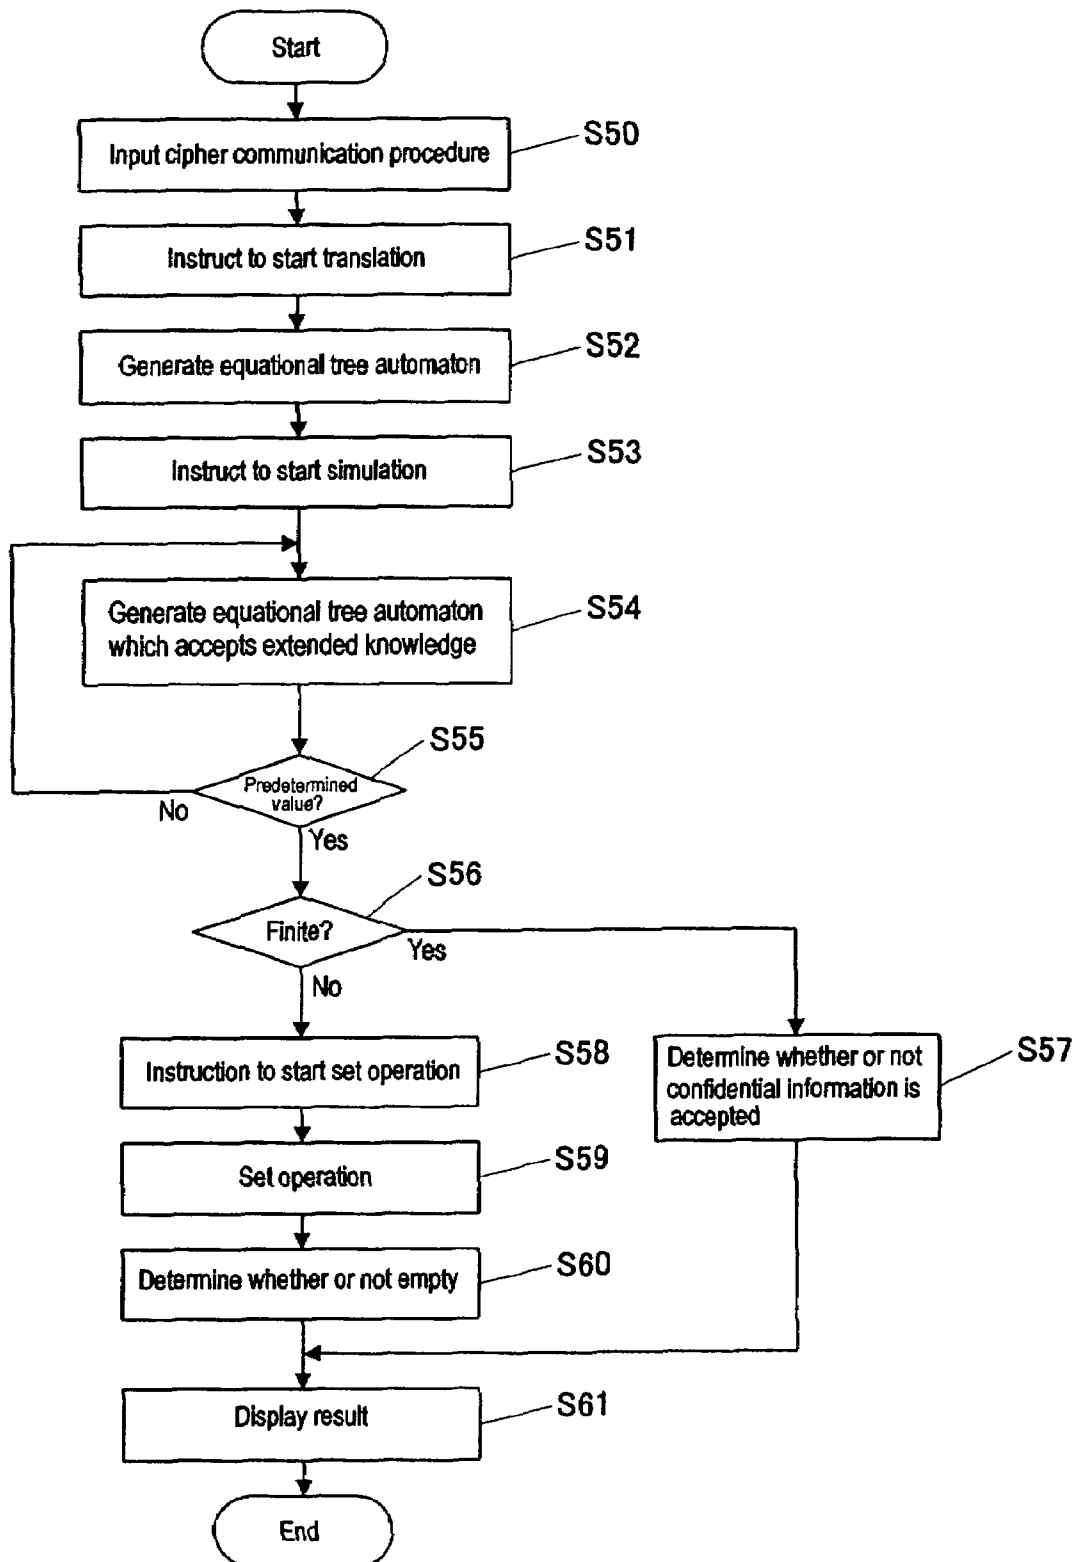 Start
Input cipher communication procedure
S50
Instruct to start translation
S51
Generate equational tree automaton
S52
Instruct to start simulation
S53
Generate equational tree automaton
which accepts extended knowledge
S54
S55
Predetermined
value?
No
Yes
S56
Finite?
Yes
No
Instruction to start set operation
S58
Determine whether or not
confidential information is
accepted
S57
Set operation
S59
Determine whether or not empty
S60
Display result
S61
End